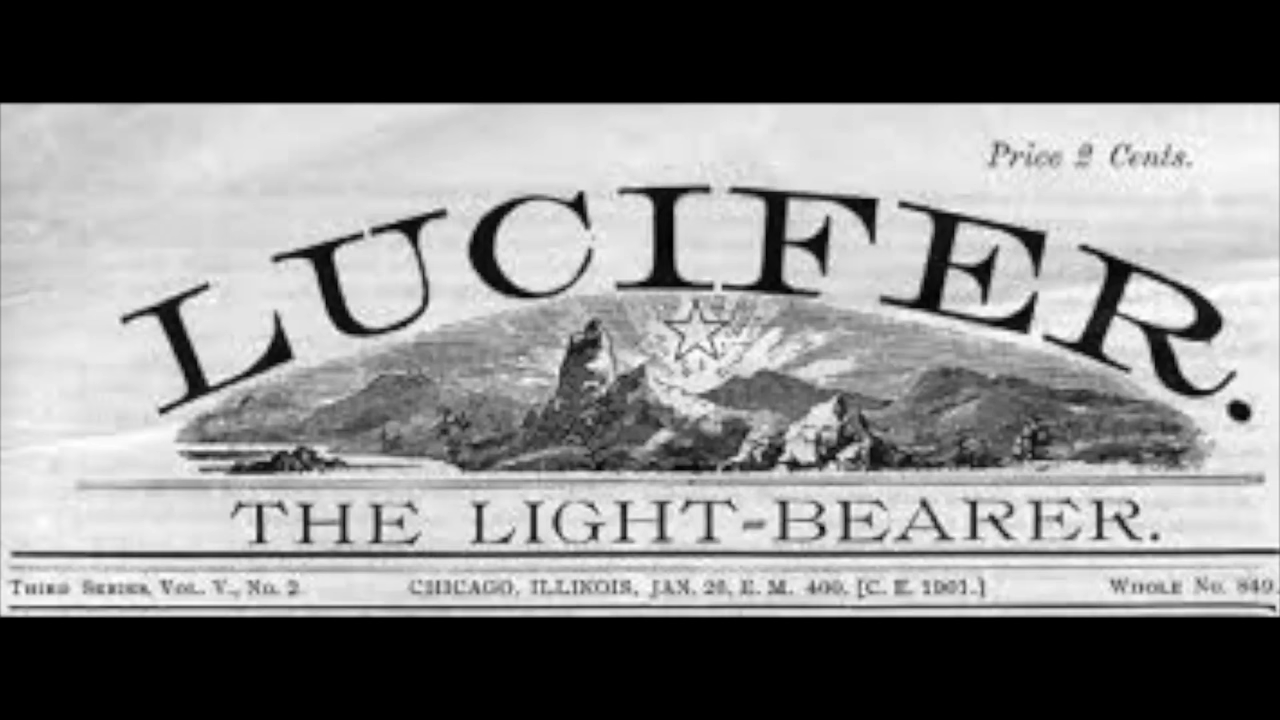 Price 2 Cents.
LUCIFER.
THE LIGHT-BEARER.
THIRD SERIES, VOL. V., NO. 2. CHICAGO, ILLINOIS, JAN. 26, E. M. 400. [C. E. 1901.] WHOLE NO. 849